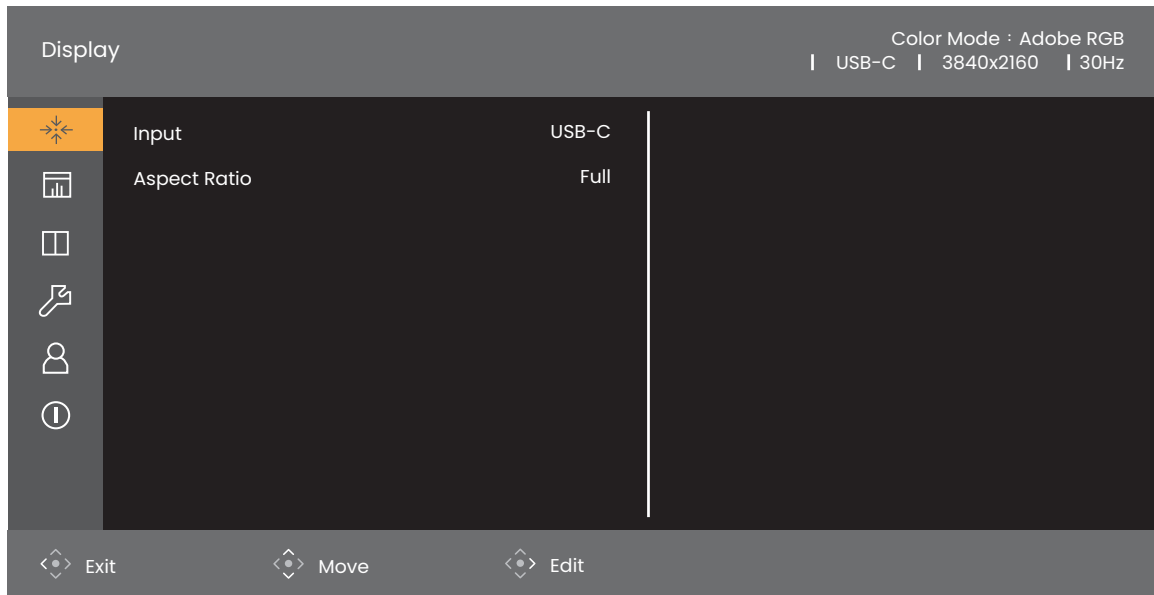 Display
Color Mode : Adobe RGB
| USB-C | 3840x2160 | 30Hz
Input USB-C
Aspect Ratio Full
Exit Move Edit